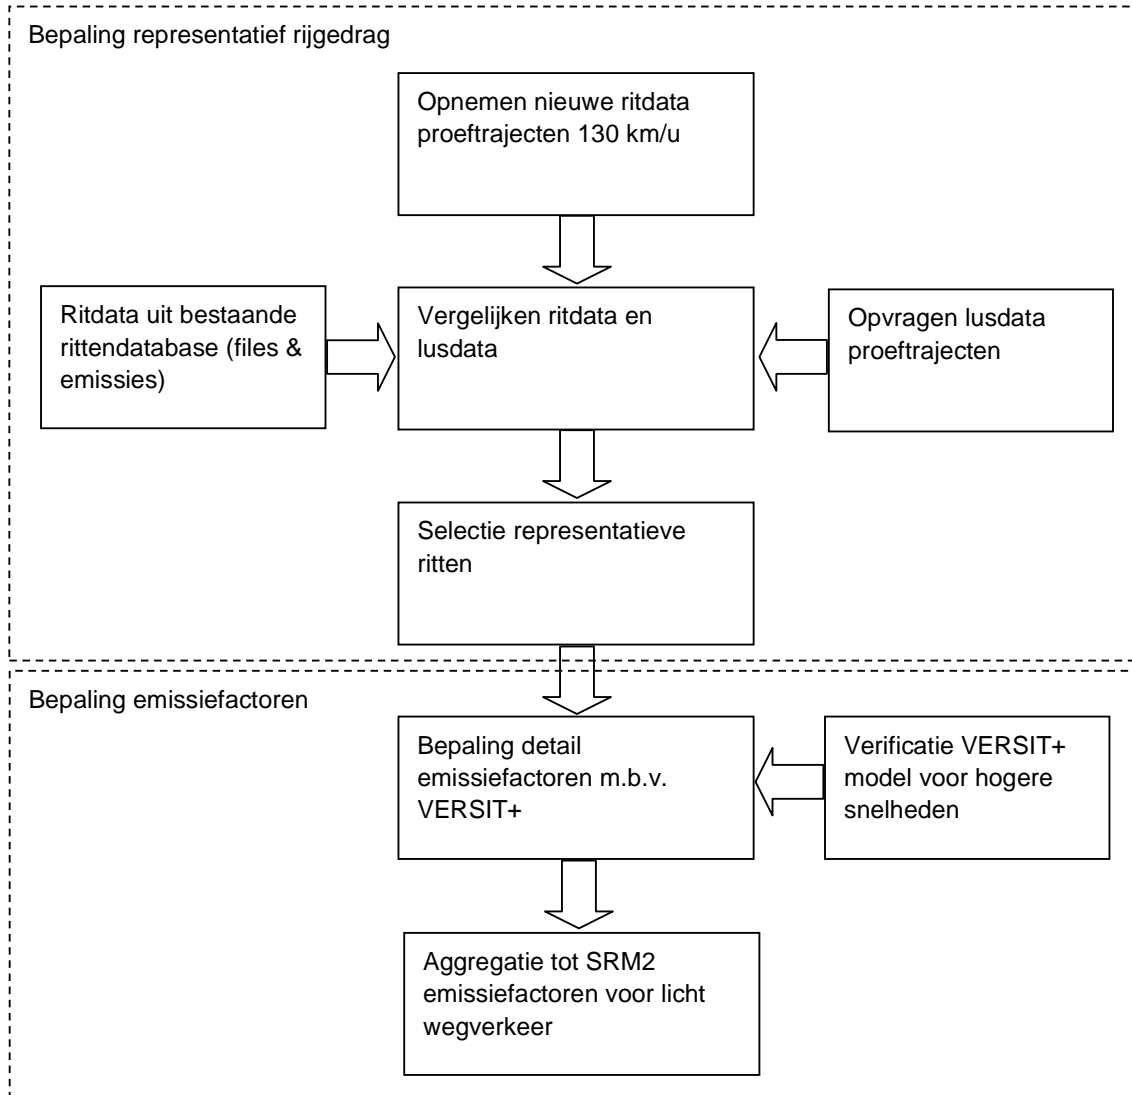 Bepaling representatief rijgedrag
Opnemen nieuwe ritdata
proeftrajecten 130 km/u
Ritdata uit bestaande
rittendatabase (files &
emissies)
Vergelijken ritdata en
lusdata
Opvragen lusdata
proeftrajecten
Selectie representatieve
ritten
Bepaling emissiefactoren
Bepaling detail
emissiefactoren m.b.v.
VERSIT+
Verificatie VERSIT+
model voor hogere
snelheden
Aggregatie tot SRM2
emissiefactoren voor licht
wegverkeer